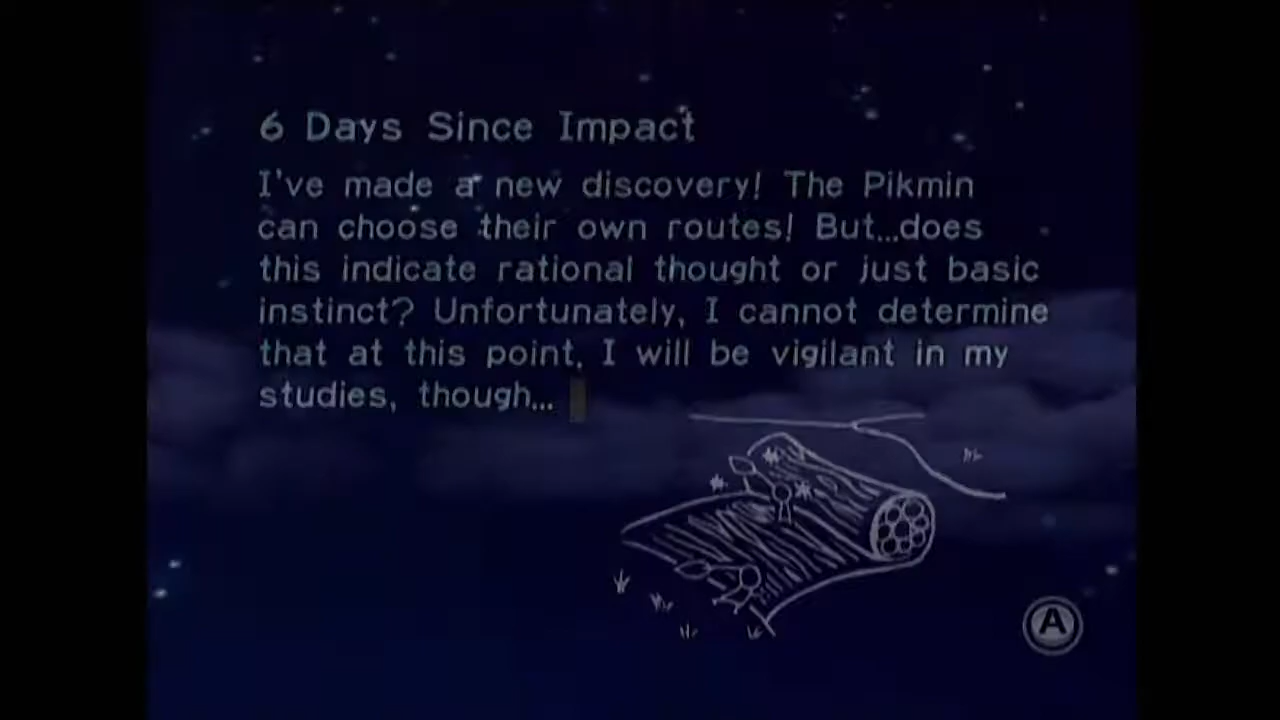 6 Days Since Impact
I've made a new discovery! The Pikmin
can choose their own routes! But...does
this indicate rational thought or just basic
instinct? Unfortunately, I cannot determine
that at this point. I will be vigilant in my
studies, though...
A